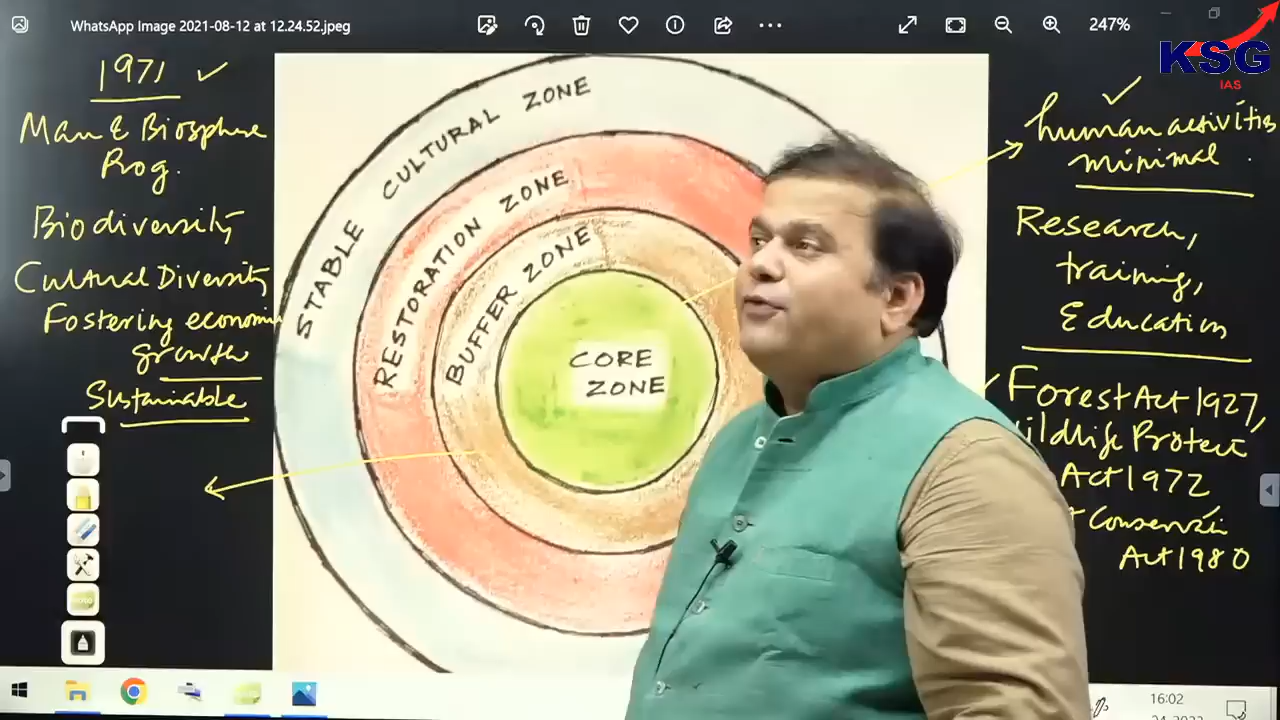 WhatsApp Image 2021-08-12 at 12.24.52.jpeg
247%
KSG
IAS
1971
Man & Biosphere
Prog.
Biodiversity
Cultural Diversity
Fostering economic
growth
Sustainable
STABLE CULTURAL ZONE
RESTORATION ZONE
BUFFER ZONE
CORE
ZONE
human activities
minimal
Research,
training,
Education
Forest Act 1927,
Wildlife Protect
Act 1972
Act 1980
16:02